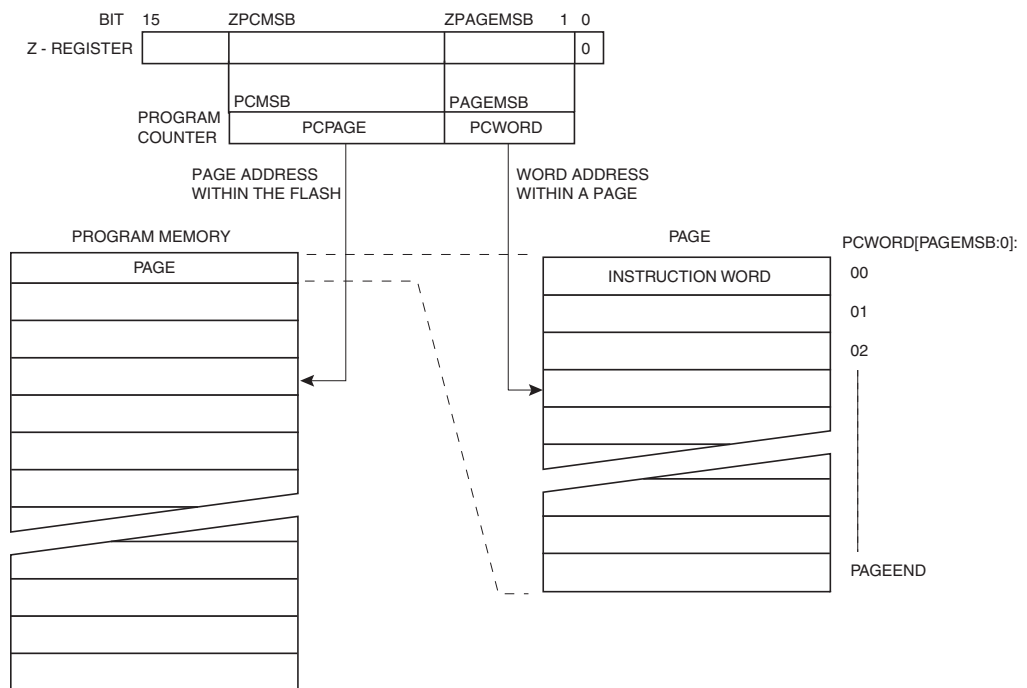 BIT 15 ZPCMSB ZPAGEMSB 1 0
Z - REGISTER 0
PCMSB PAGEMSB
PROGRAM
COUNTER
PCPAGE PCWORD
PAGE ADDRESS
WITHIN THE FLASH
WORD ADDRESS
WITHIN A PAGE
PROGRAM MEMORY
PAGE
PAGE
PCWORD[PAGEMSB:0]:
INSTRUCTION WORD
00
01
02
PAGEEND